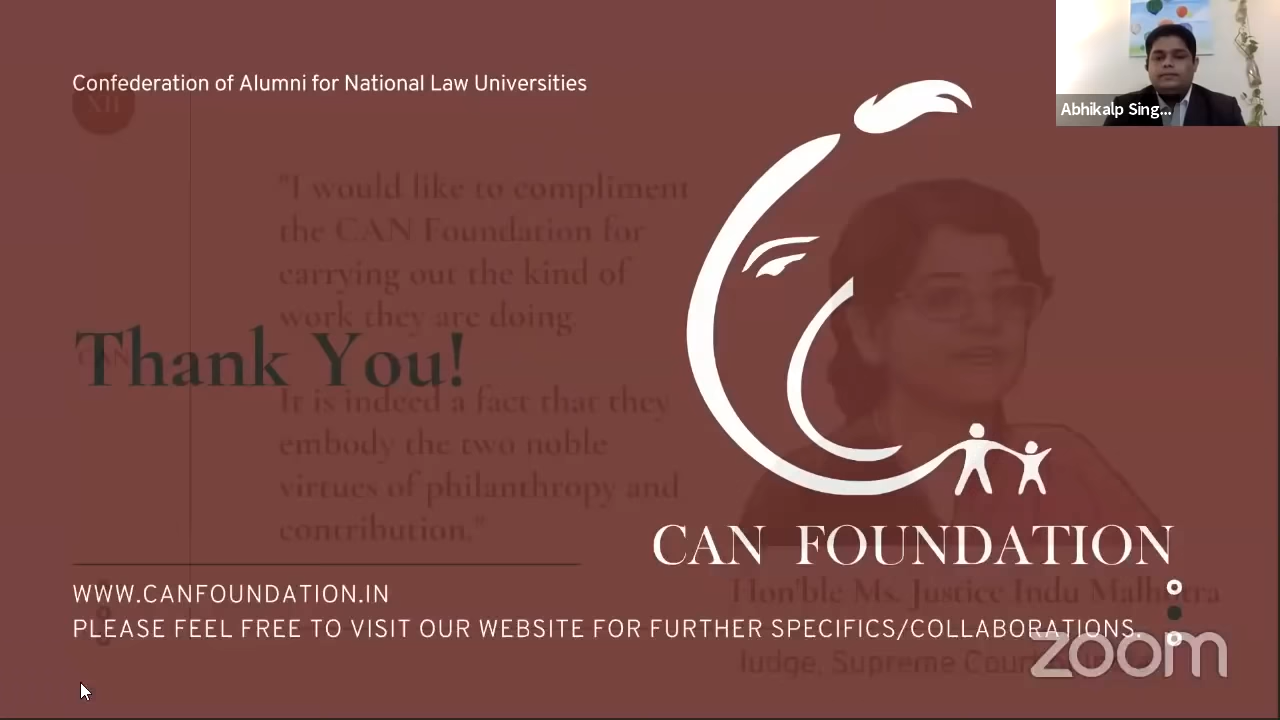 Abhikalp Sing...
Confederation of Alumni for National Law Universities
XII
"I would like to compliment
the CAN Foundation for
carrying out the kind of
work they are doing
Thank You!
It is indeed a fact that they
embody the two noble
virtues of philanthropy and
contribution."
CAN FOUNDATION
WWW.CANFOUNDATION.IN
Hon'ble Ms. Justice Indu Malhotra
PLEASE FEEL FREE TO VISIT OUR WEBSITE FOR FURTHER SPECIFICS/COLLABORATIONS.
Judge, Supreme Court
zoom